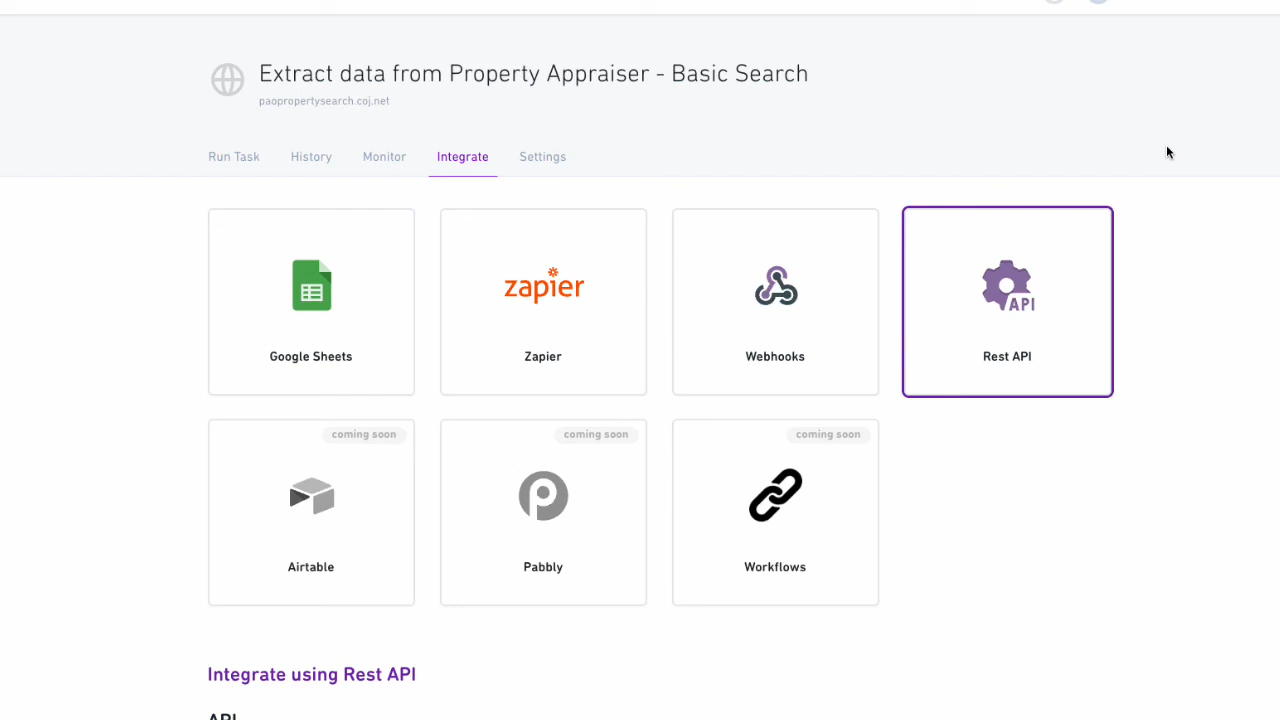 Extract data from Property Appraiser - Basic Search
paopropertysearch.coj.net
Run Task History Monitor Integrate Settings
zapier
API
Google Sheets Zapier Webhooks Rest API
coming soon coming soon coming soon
Airtable Pabbly Workflows
Integrate using Rest API
API